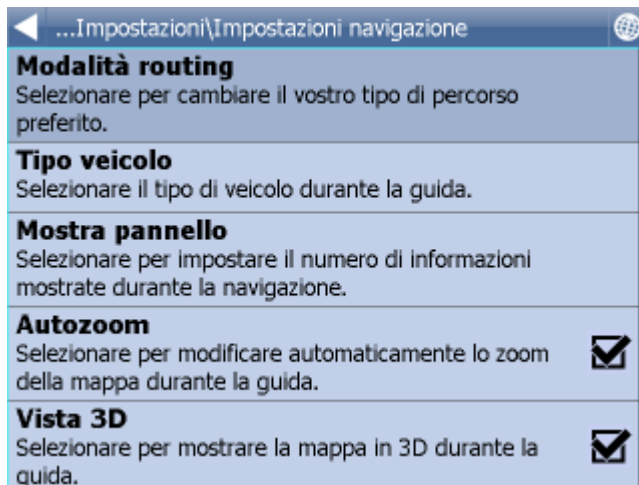 ...Impostazioni\Impostazioni navigazione
Modalità routing
Selezionare per cambiare il vostro tipo di percorso
preferito.
Tipo veicolo
Selezionare il tipo di veicolo durante la guida.
Mostra pannello
Selezionare per impostare il numero di informazioni
mostrate durante la navigazione.
Autozoom
Selezionare per modificare automaticamente lo zoom
della mappa durante la guida.
Vista 3D
Selezionare per mostrare la mappa in 3D durante la
guida.